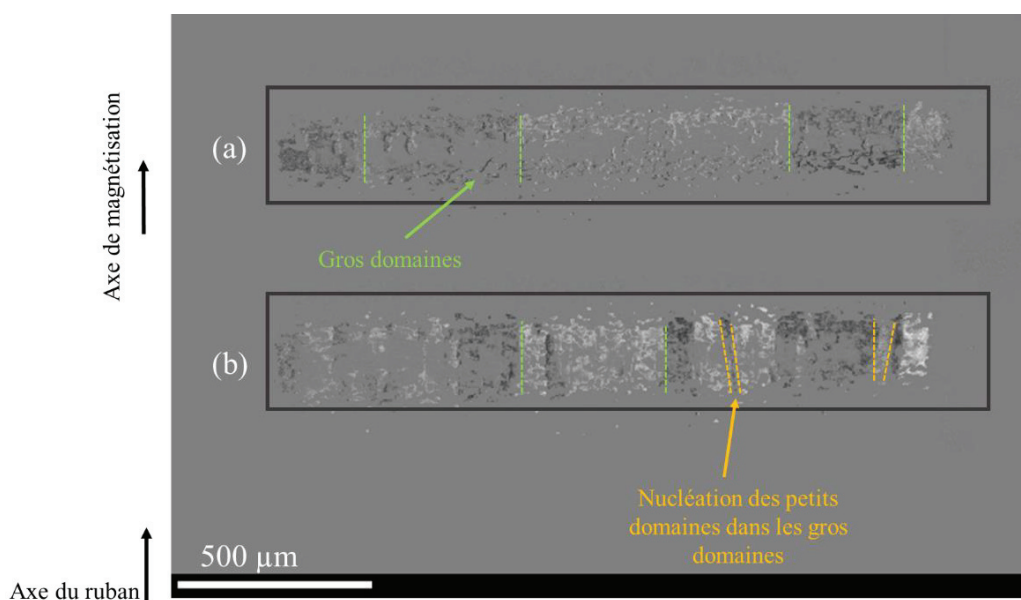 Axe de magnétisation
(a)
Gros domaines
(b)
Nucléation des petits
domaines dans les gros
domaines
500 µm
Axe du ruban